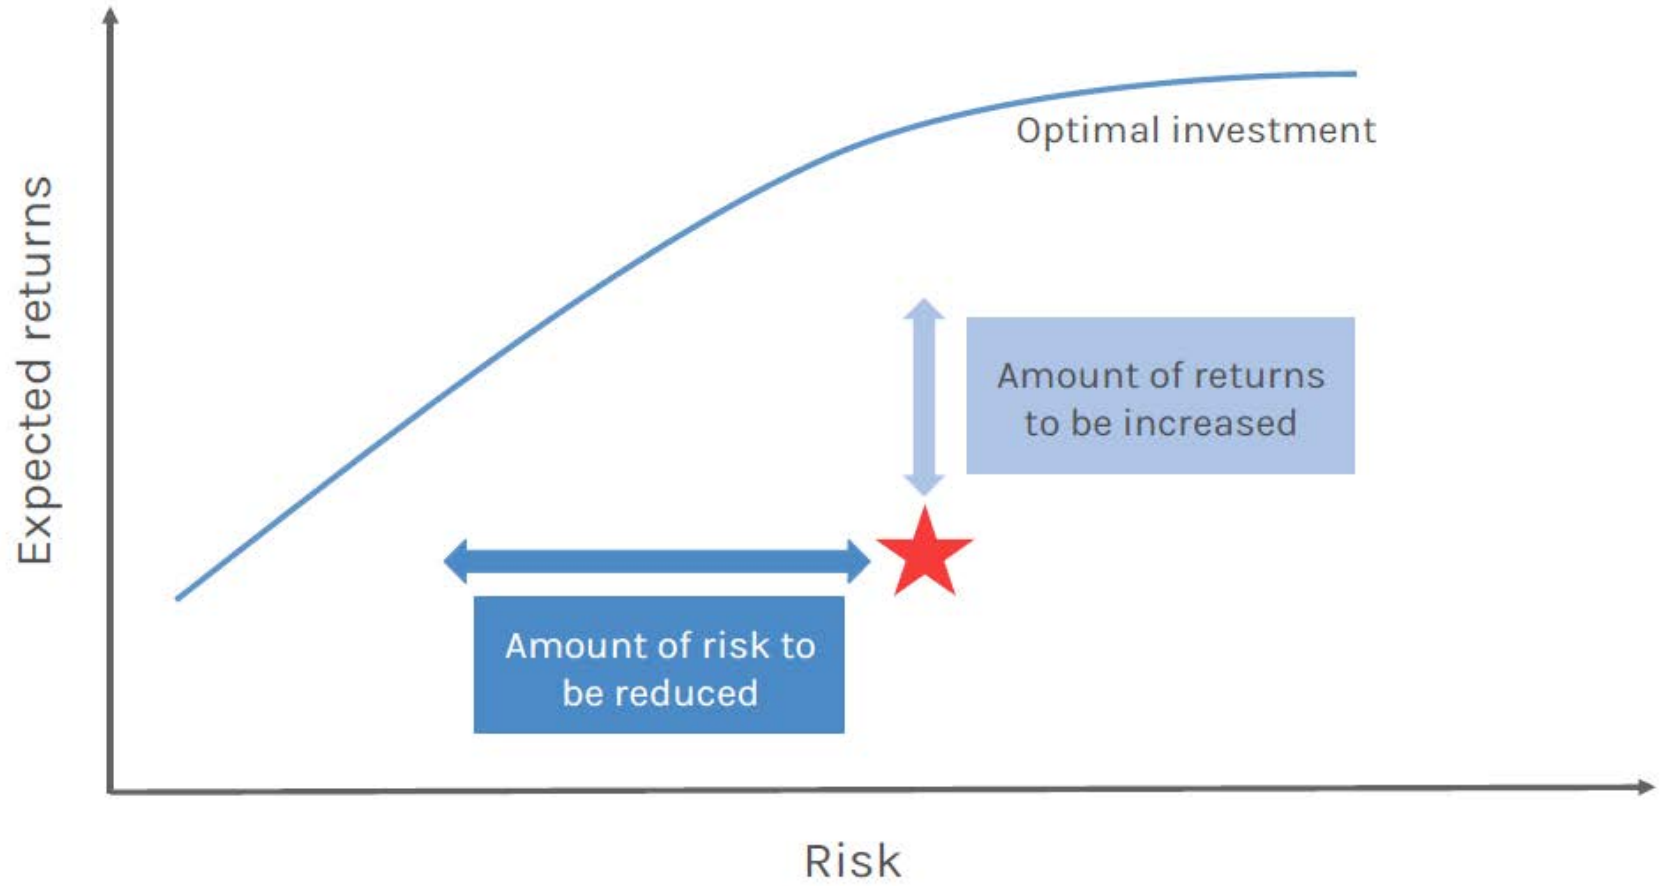 Expected returns
Optimal investment
Amount of returns
to be increased
Amount of risk to
be reduced
Risk